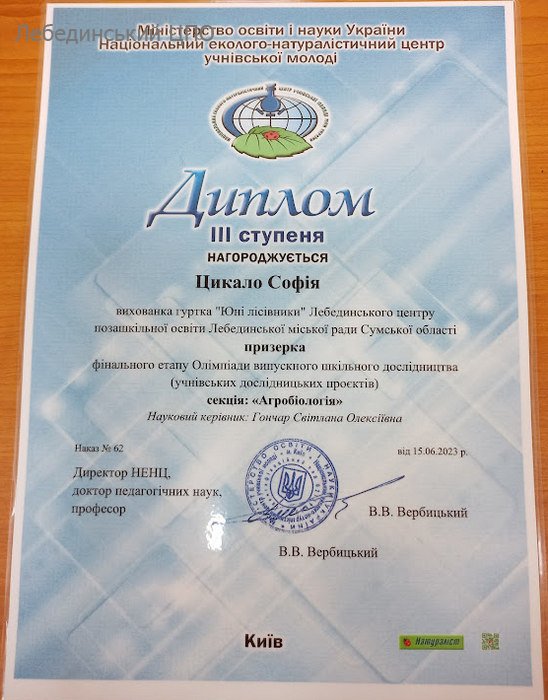 Лебединський ЦПО
Міністерство освіти і науки України
Національний еколого-натуралістичний центр
учнівської молоді
Диплом
ІІІ ступеня
НАГОРОДЖУЄТЬСЯ
Цикало Софія
вихованка гуртка "Юні лісівники" Лебединського центру
позашкільної освіти Лебединської міської ради Сумської області
призерка
фінального етапу Олімпіади випускного шкільного дослідництва
(учнівських дослідницьких проєктів)
секція: «Агробіологія»
Науковий керівник: Гончар Світлана Олексіївна
Наказ № 62
від 15.06.2023 р.
Директор НЕНЦ,
доктор педагогічних наук,
професор
В.В. Вербицький
В.В. Вербицький
Київ
Натураліст